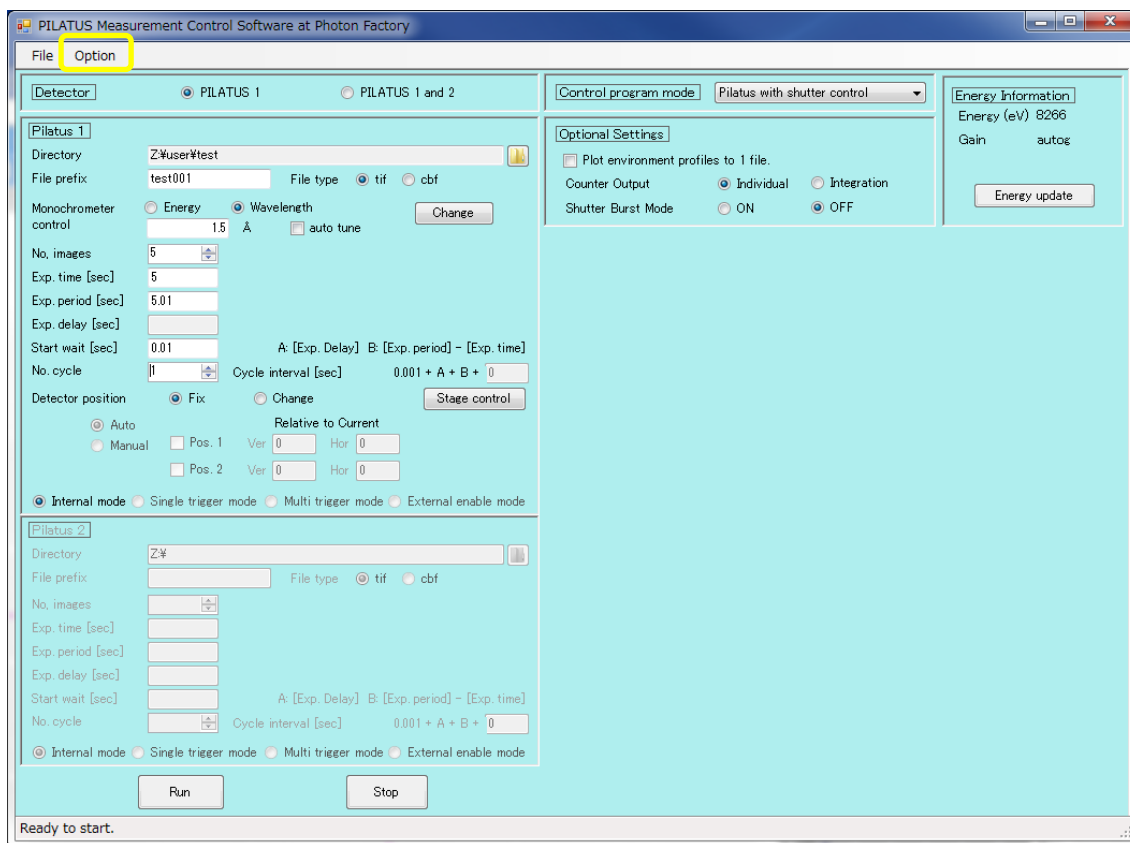 PILATUS Measurement Control Software at Photon Factory
File Option
Detector PILATUS 1 PILATUS 1 and 2
Control program mode Pilatus with shutter control
Energy Information
Energy (eV) 8266
Gain autog
Energy update
Pilatus 1
Directory Z:¥user¥test
File prefix test001 File type tif cbf
Monochrometer control Energy Wavelength Change
1.5 Å auto tune
No, images 5
Exp. time [sec] 5
Exp. period [sec] 5.01
Exp. delay [sec]
Start wait [sec] 0.01 A: [Exp. Delay] B: [Exp. period] - [Exp. time]
No. cycle 1 Cycle interval [sec] 0.001 + A + B + 0
Detector position Fix Change Stage control
Auto Relative to Current
Manual Pos. 1 Ver 0 Hor 0
Pos. 2 Ver 0 Hor 0
Internal mode Single trigger mode Multi trigger mode External enable mode
Optional Settings
Plot environment profiles to 1 file.
Counter Output Individual Integration
Shutter Burst Mode ON OFF
Pilatus 2
Directory Z:¥
File prefix File type tif cbf
No, images
Exp. time [sec]
Exp. period [sec]
Exp. delay [sec]
Start wait [sec] A: [Exp. Delay] B: [Exp. period] - [Exp. time]
No. cycle Cycle interval [sec] 0.001 + A + B + 0
Internal mode Single trigger mode Multi trigger mode External enable mode
Run Stop
Ready to start.